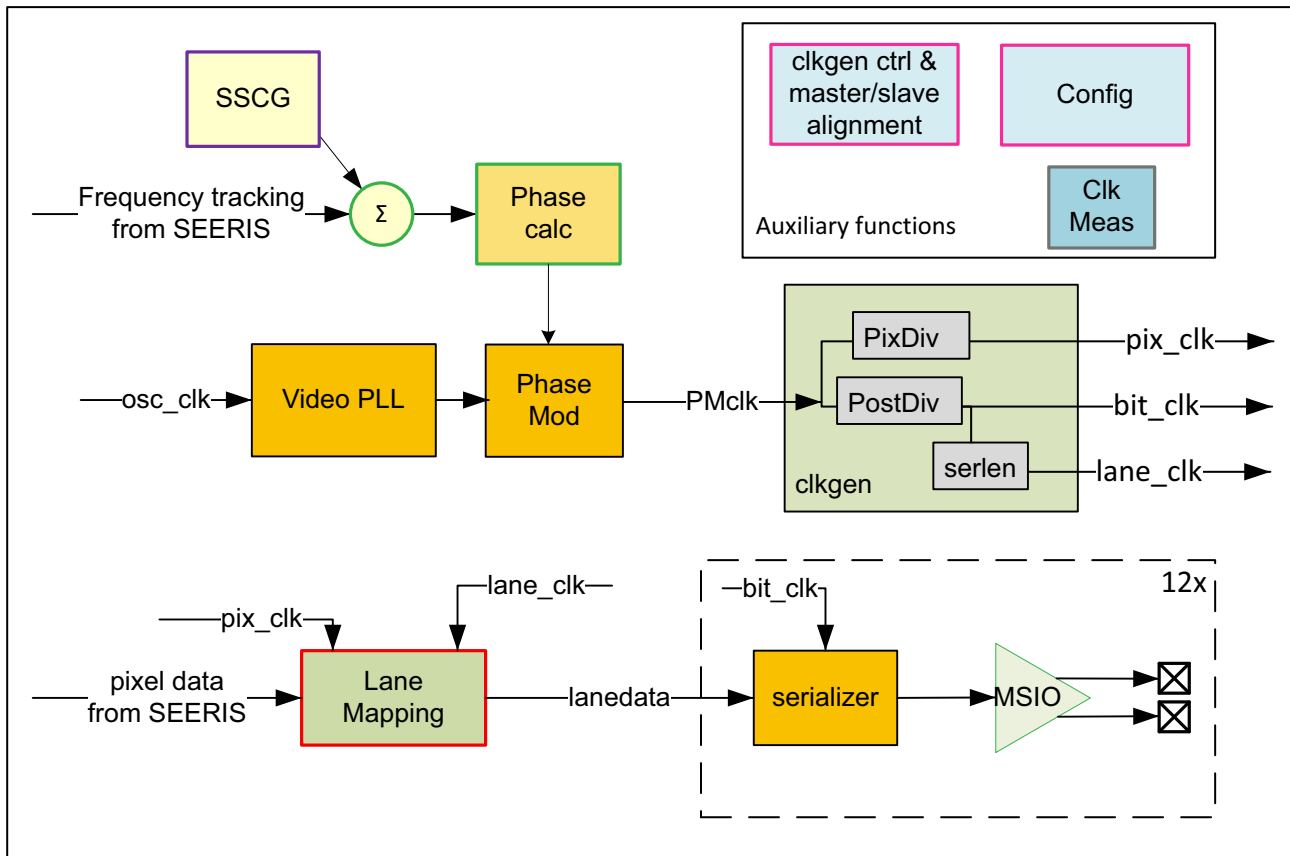 SSCG
clkgen ctrl &
master/slave
alignment
Config
Frequency tracking
from SEERIS
Σ
Phase
calc
Clk
Meas
Auxiliary functions
osc_clk
Video PLL
Phase
Mod
PMclk
PixDiv
PostDiv
serlen
clkgen
pix_clk
bit_clk
lane_clk
pix_clk
lane_clk
pixel data
from SEERIS
Lane
Mapping
lanedata
bit_clk
12x
serializer
MSIO